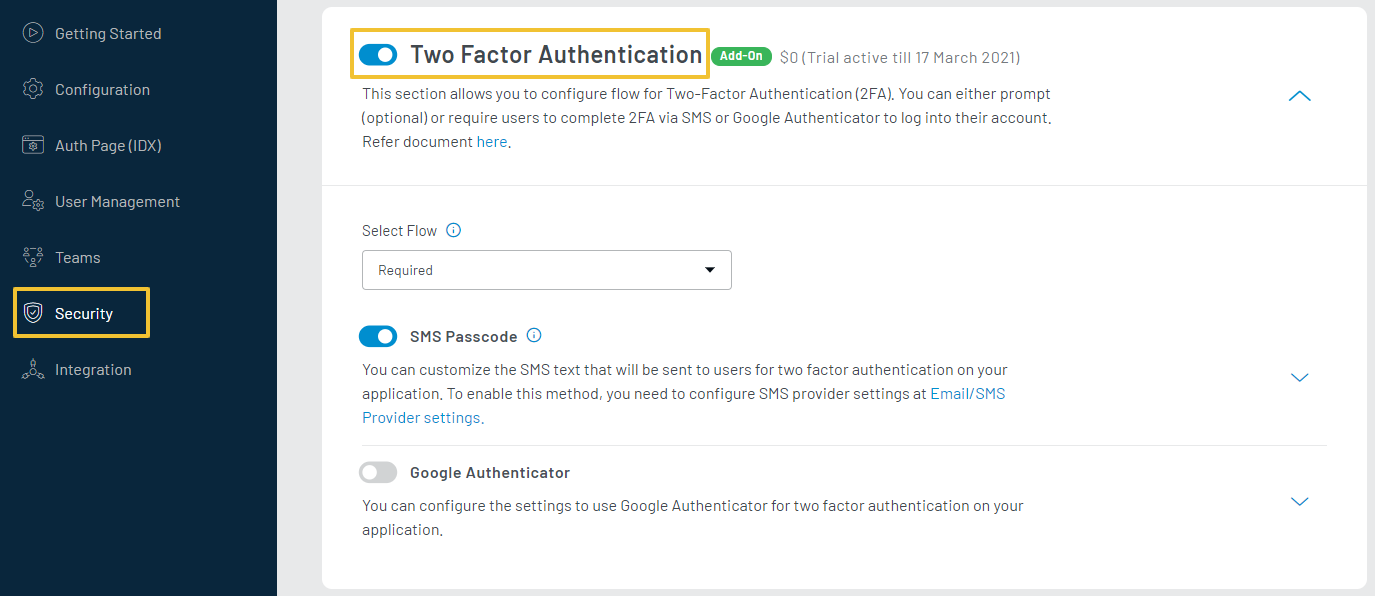 Getting Started
Configuration
Auth Page (IDX)
User Management
Teams
Security
Integration
Two Factor Authentication Add-On $0 (Trial active till 17 March 2021)
This section allows you to configure flow for Two-Factor Authentication (2FA). You can either prompt
(optional) or require users to complete 2FA via SMS or Google Authenticator to log into their account.
Refer document here.
Select Flow
Required
SMS Passcode
You can customize the SMS text that will be sent to users for two factor authentication on your
application. To enable this method, you need to configure SMS provider settings at Email/SMS
Provider settings.
Google Authenticator
You can configure the settings to use Google Authenticator for two factor authentication on your
application.